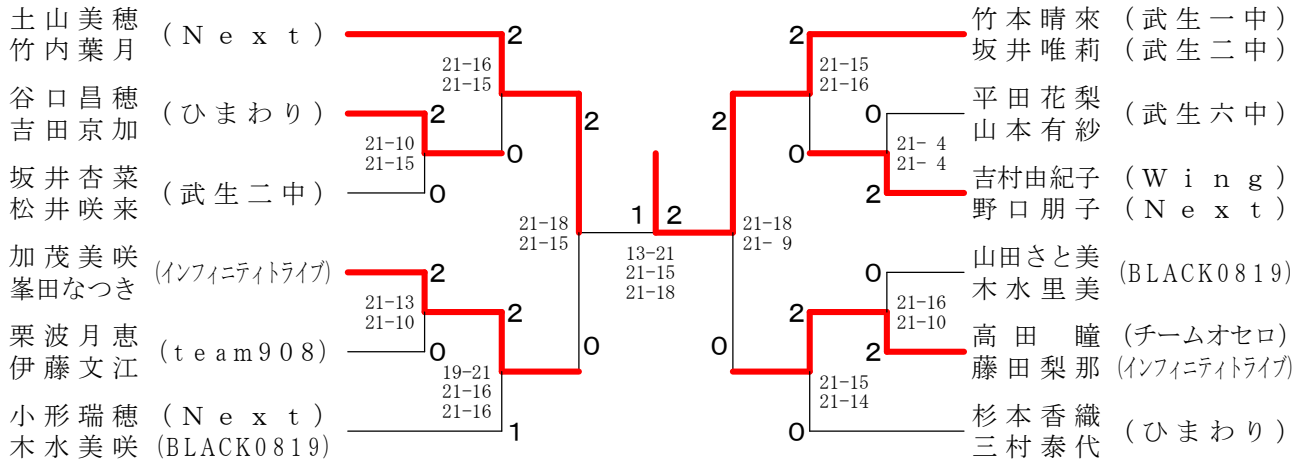 土山美穂
竹内葉月
(Next)
谷口昌穂
吉田京加
(ひまわり)
坂井杏菜
松井咲来
(武生二中)
加茂美咲
峯田なつき
(インフィニティトライブ)
栗波月恵
伊藤文江
(team908)
小形瑞穂
(Next)
木水美咲
(BLACK0819)
2
21-16
21-15
0
2
21-10
21-15
0
2
21-13
21-10
0
2
19-21
21-16
21-16
1
2
21-18
21-15
0
1
2
13-21
21-15
21-18
2
21-18
21- 9
0
2
21-15
21-16
0
0
21- 4
21- 4
2
0
21-16
21-10
2
2
21-15
21-14
0
竹本晴來
(武生一中)
坂井唯莉
(武生二中)
平田花梨
山本有紗
(武生六中)
吉村由紀子
(Wing)
野口朋子
(Next)
山田さと美
木水里美
(BLACK0819)
高田 瞳
(チームオセロ)
藤田梨那
(インフィニティトライブ)
杉本香織
三村泰代
(ひまわり)